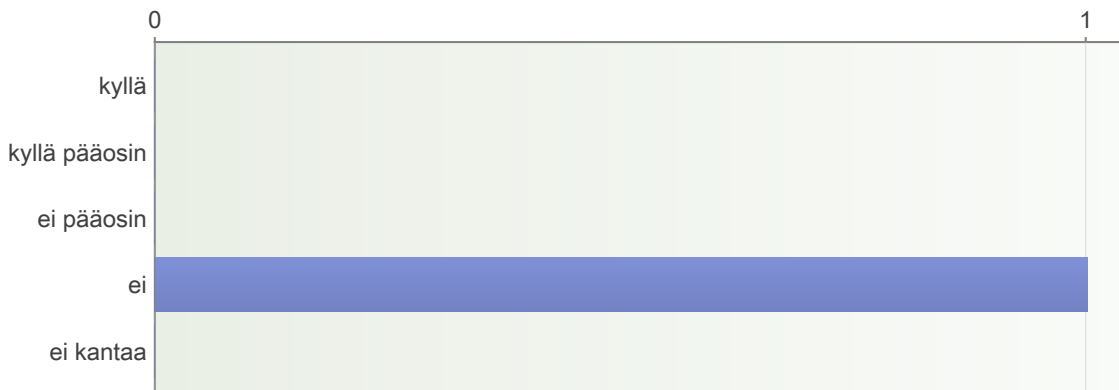 0 1
kyllä
kyllä pääosin
ei pääosin
ei
ei kantaa